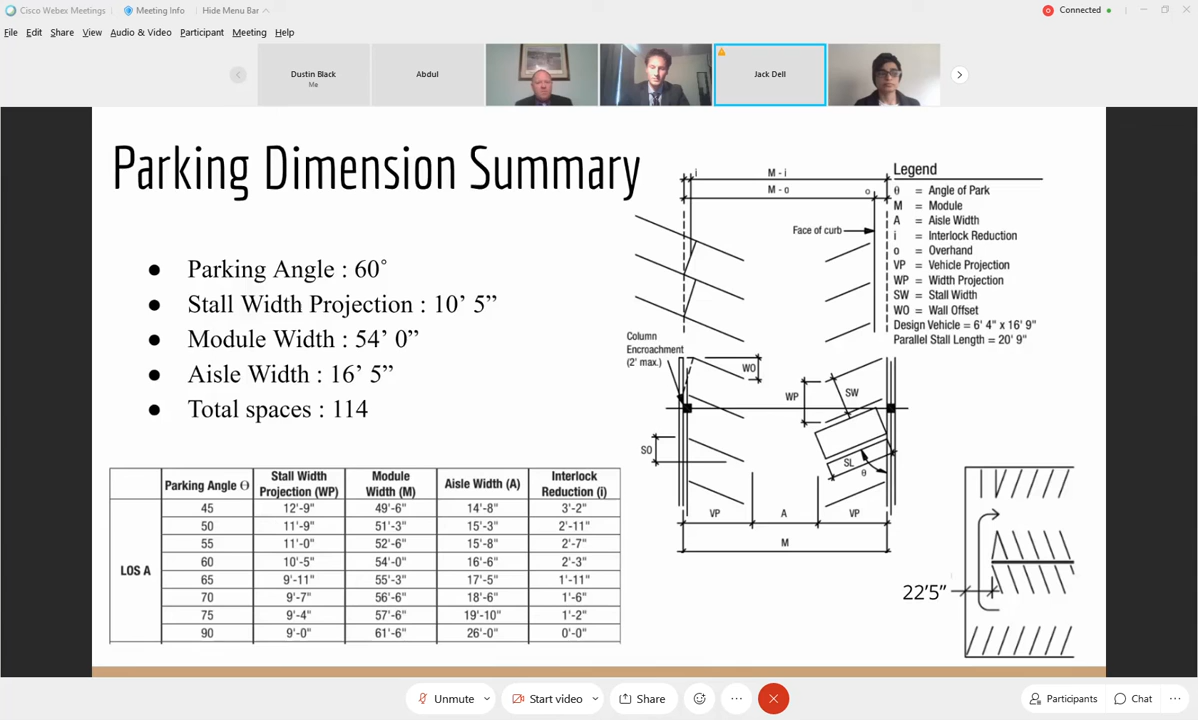 Cisco Webex Meetings Meeting Info Hide Menu Bar Connected
File Edit Share View Audio & Video Participant Meeting Help
Dustin Black
Me
Abdul
Jack Dell
Parking Dimension Summary
● Parking Angle : 60˚
● Stall Width Projection : 10’ 5”
● Module Width : 54’ 0”
● Aisle Width : 16’ 5”
● Total spaces : 114
Parking Angle Θ Stall Width Projection (WP) Module Width (M) Aisle Width (A) Interlock Reduction (i)
LOS A
45 12'-9" 49'-6" 14'-8" 3'-2"
50 11'-9" 51'-3" 15'-3" 2'-11"
55 11'-0" 52'-6" 15'-8" 2'-7"
60 10'-5" 54'-0" 16'-6" 2'-3"
65 9'-11" 55'-3" 17'-5" 1'-11"
70 9'-7" 56'-6" 18'-6" 1'-6"
75 9'-4" 57'-6" 19'-10" 1'-2"
90 9'-0" 61'-6" 26'-0" 0'-0"
i M - i
M - o o
Face of curb
Column
Encroachment
(2' max.)
WO
WP SW
SO
SL
θ
VP A VP
M
Legend
θ = Angle of Park
M = Module
A = Aisle Width
i = Interlock Reduction
o = Overhand
VP = Vehicle Projection
WP = Width Projection
SW = Stall Width
WO = Wall Offset
Design Vehicle = 6' 4" x 16' 9"
Parallel Stall Length = 20' 9"
22’5”
Unmute Start video Share Participants Chat